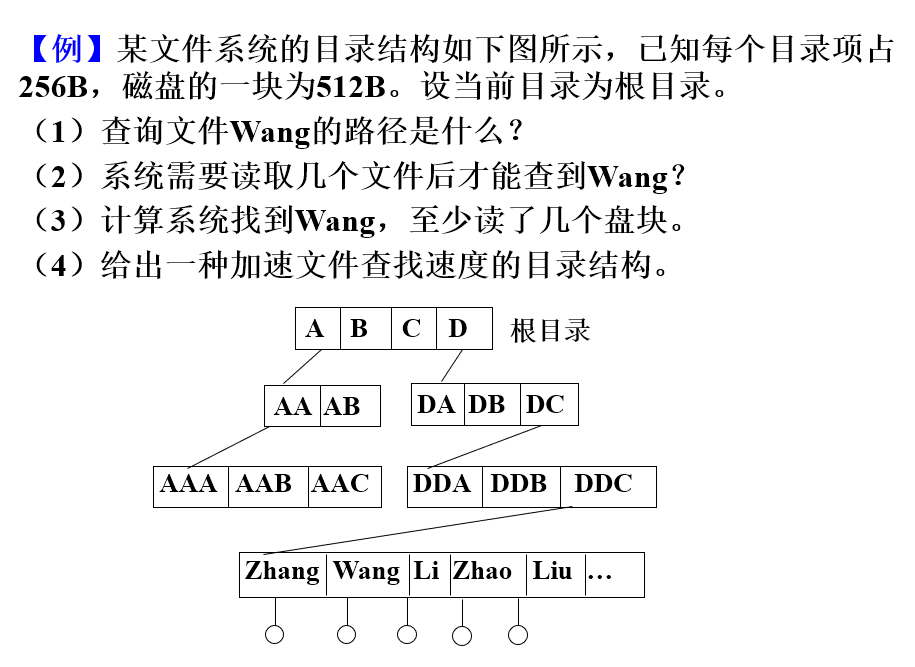 【例】某文件系统的目录结构如下图所示，己知每个目录项占
256B，磁盘的一块为512B。设当前目录为根目录。
（1）查询文件Wang的路径是什么？
（2）系统需要读取几个文件后才能查到Wang？
（3）计算系统找到Wang，至少读了几个盘块。
（4）给出一种加速文件查找速度的目录结构。
A B C D 根目录
AA AB DA DB DC
AAA AAB AAC DDA DDB DDC
Zhang Wang Li Zhao Liu …